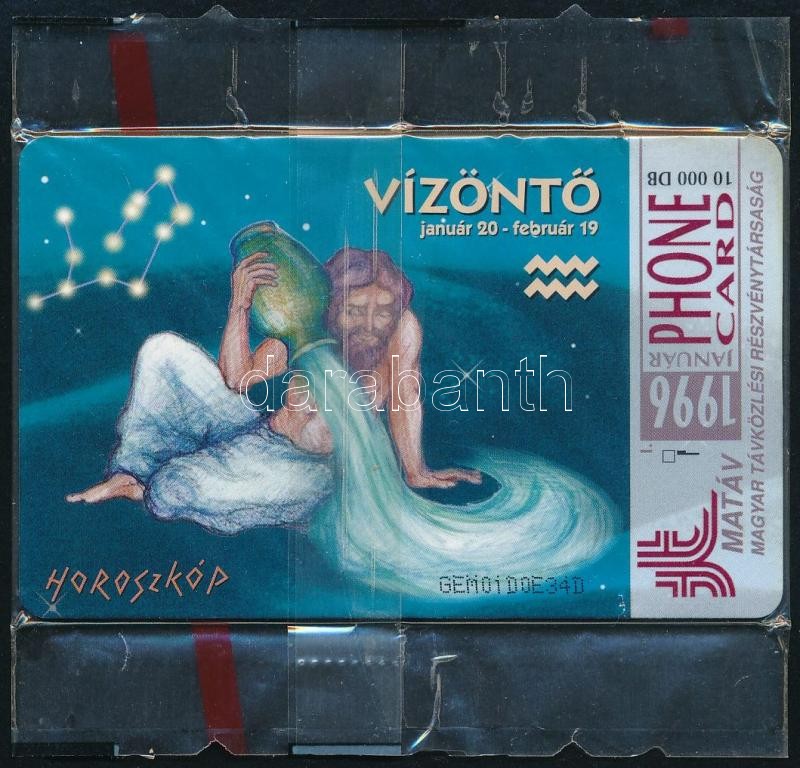 VÍZÖNTŐ
január 20 - február 19
darabanth
HOROSZKÓP
GEM01D0E34D
10 000 DB
PHONE
CARD
1996
JANUÁR
MATÁV
MAGYAR TÁVKÖZLÉSI RÉSZVÉNYTÁRSASÁG